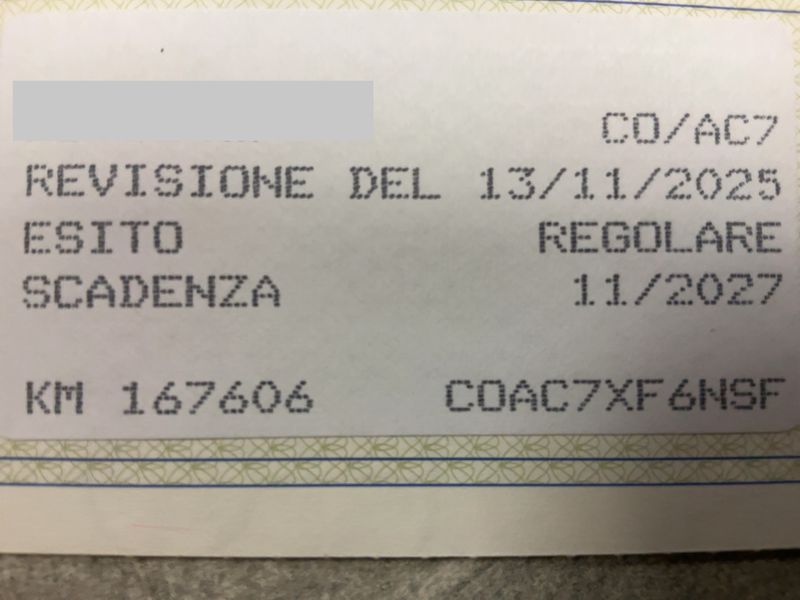 CO/AC7
REVISIONE DEL 13/11/2025
ESITO REGOLARE
SCADENZA 11/2027
KM 167606 COAC7XF6NSF